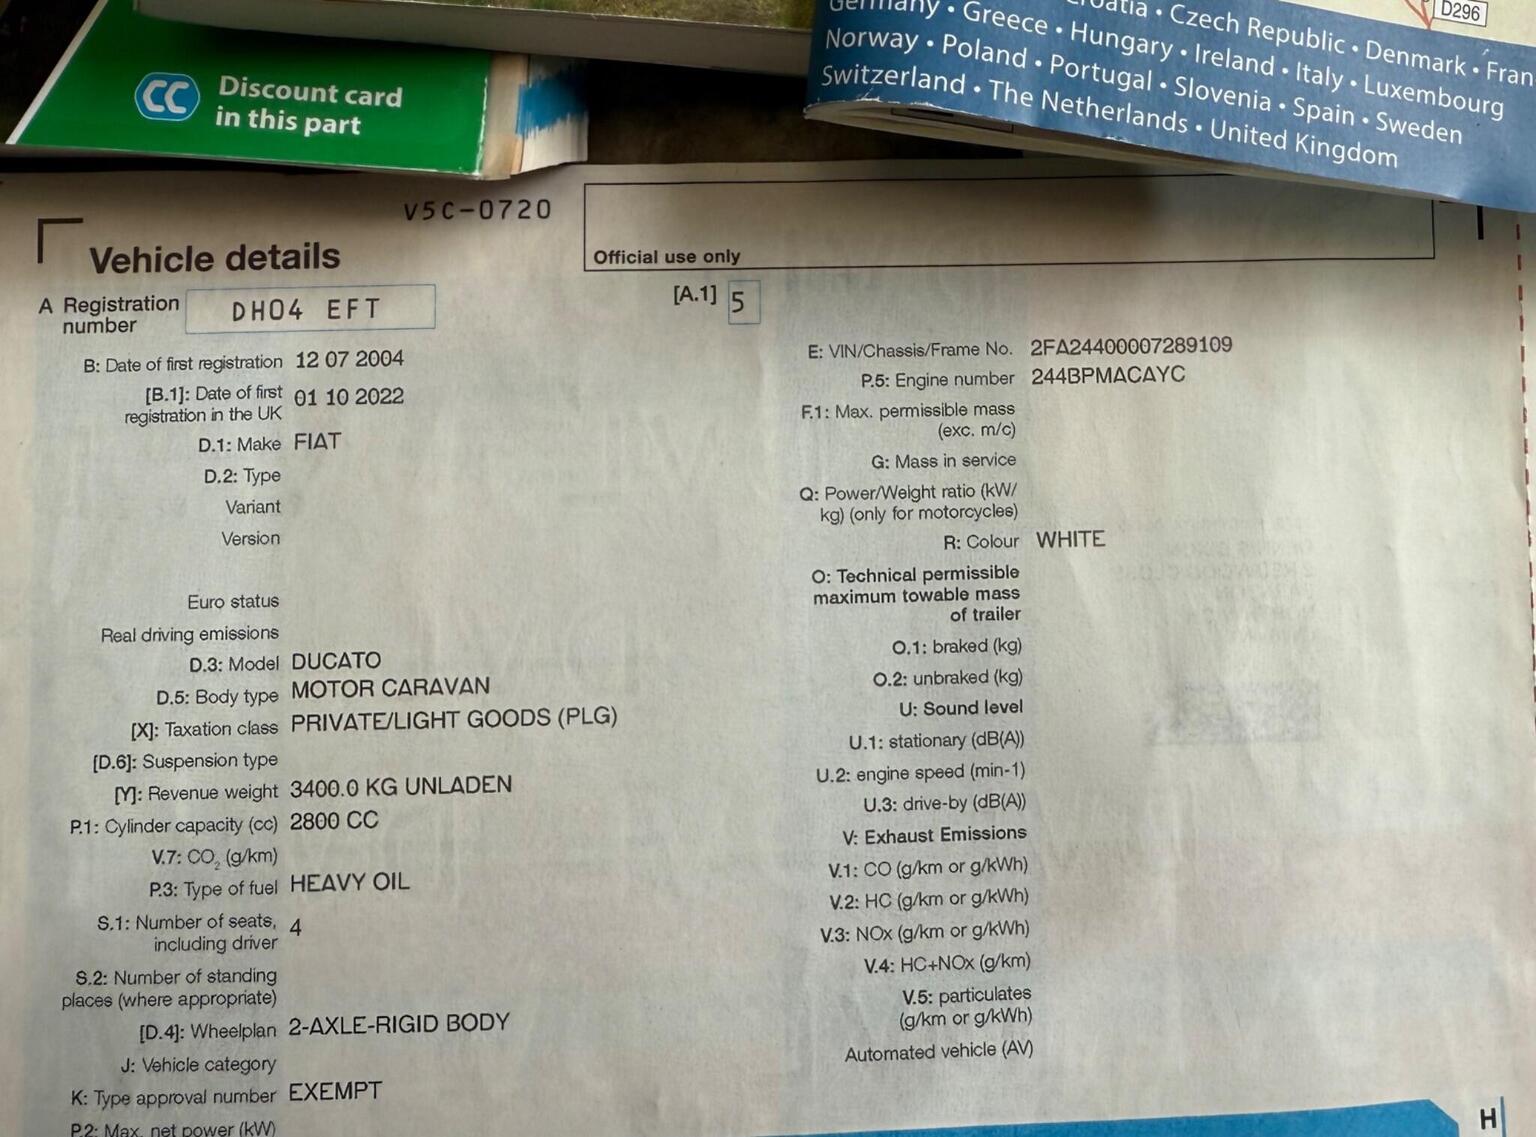 Discount card
in this part
CC
D296
Germany • Greece • Hungary • Ireland • Italy • Luxembourg
Croatia • Czech Republic • Denmark • Fran
Norway • Poland • Portugal • Slovenia • Spain • Sweden
Switzerland • The Netherlands • United Kingdom
V5C-0720
Official use only
Vehicle details
A Registration
number
DH04 EFT
[A.1] 5
B: Date of first registration 12 07 2004
[B.1]: Date of first
registration in the UK 01 10 2022
D.1: Make FIAT
D.2: Type
Variant
Version
Euro status
Real driving emissions
D.3: Model DUCATO
D.5: Body type MOTOR CARAVAN
[X]: Taxation class PRIVATE/LIGHT GOODS (PLG)
[D.6]: Suspension type
[Y]: Revenue weight 3400.0 KG UNLADEN
P.1: Cylinder capacity (cc) 2800 CC
V.7: CO₂ (g/km)
P.3: Type of fuel HEAVY OIL
S.1: Number of seats,
including driver 4
S.2: Number of standing
places (where appropriate)
[D.4]: Wheelplan 2-AXLE-RIGID BODY
J: Vehicle category
K: Type approval number EXEMPT
P.2: Max. net power (kW)
E: VIN/Chassis/Frame No. 2FA24400007289109
P.5: Engine number 244BPMACAYC
F.1: Max. permissible mass
(exc. m/c)
G: Mass in service
Q: Power/Weight ratio (kW/
kg) (only for motorcycles)
R: Colour WHITE
O: Technical permissible
maximum towable mass
of trailer
O.1: braked (kg)
O.2: unbraked (kg)
U: Sound level
U.1: stationary (dB(A))
U.2: engine speed (min-1)
U.3: drive-by (dB(A))
V: Exhaust Emissions
V.1: CO (g/km or g/kWh)
V.2: HC (g/km or g/kWh)
V.3: NOx (g/km or g/kWh)
V.4: HC+NOx (g/km)
V.5: particulates
(g/km or g/kWh)
Automated vehicle (AV)
H